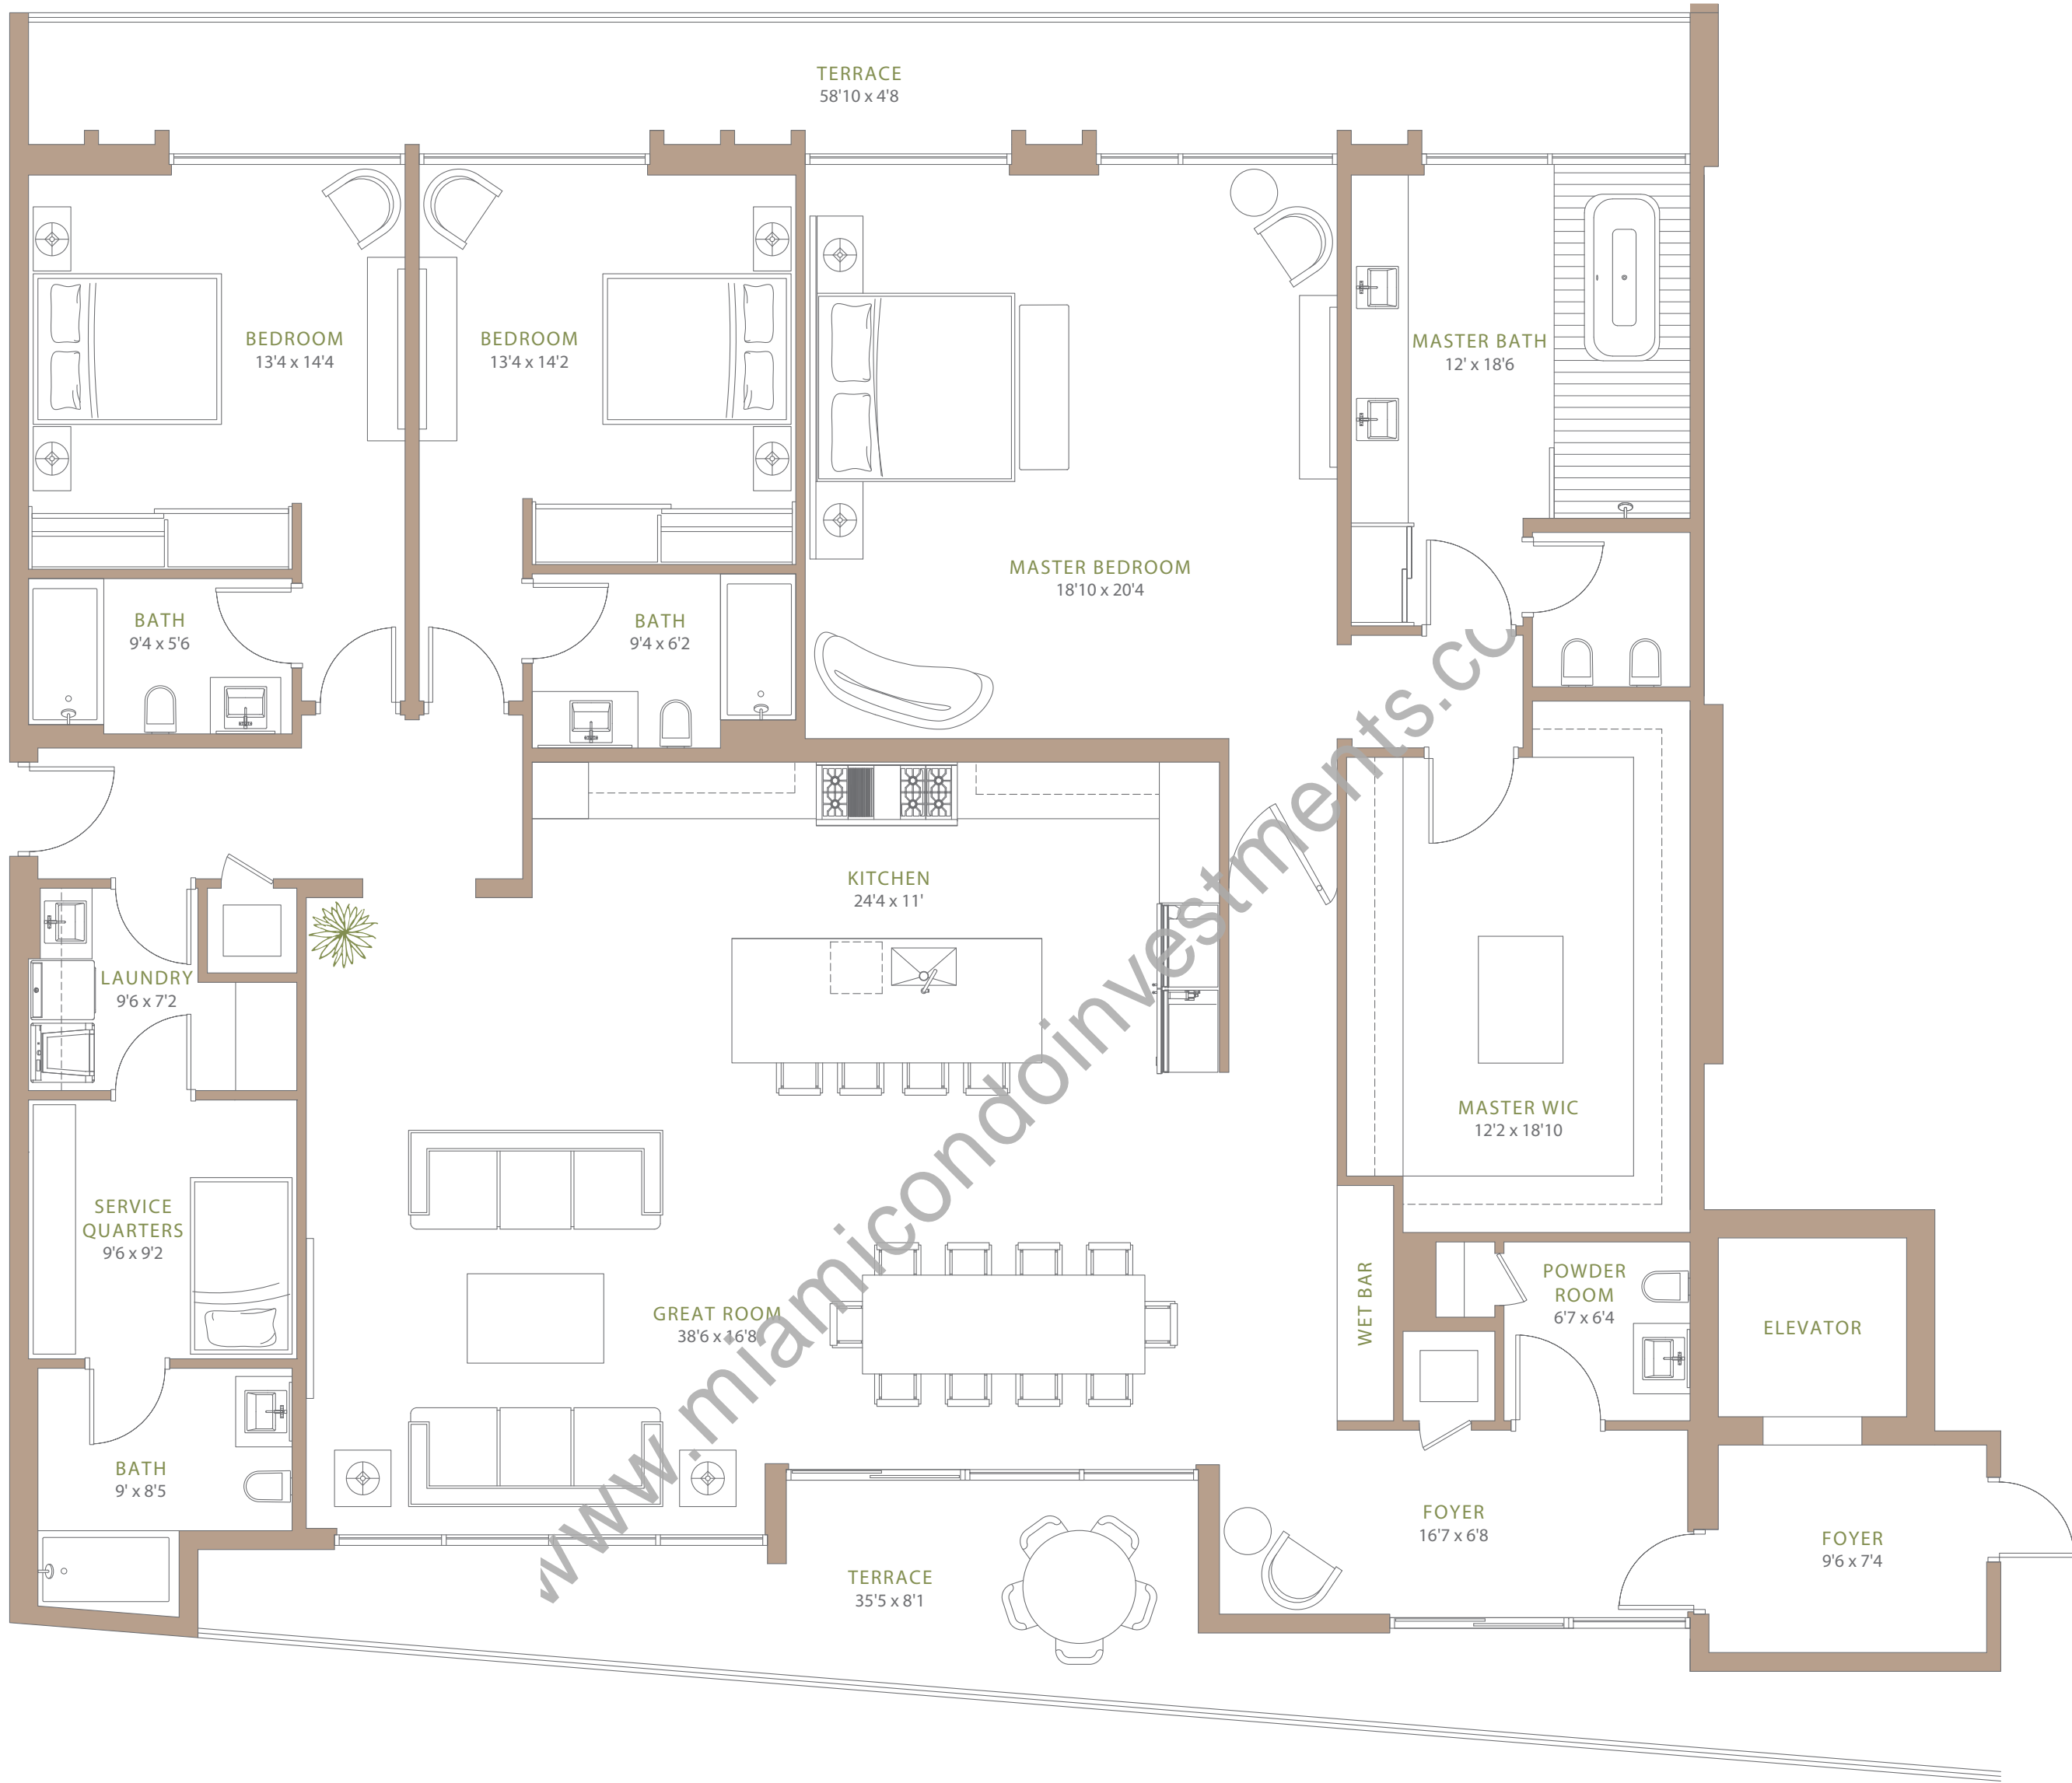 TERRACE
58'10 x 4'8
BEDROOM
13'4 x 14'4
BEDROOM
13'4 x 14'2
MASTER BATH
12' x 18'6
MASTER BEDROOM
18'10 x 20'4
BATH
9'4 x 5'6
BATH
9'4 x 6'2
KITCHEN
24'4 x 11'
LAUNDRY
9'6 x 7'2
MASTER WIC
12'2 x 18'10
SERVICE
QUARTERS
9'6 x 9'2
GREAT ROOM
38'6 x 16'8
WET BAR
POWDER
ROOM
6'7 x 6'4
ELEVATOR
BATH
9' x 8'5
FOYER
16'7 x 6'8
FOYER
9'6 x 7'4
TERRACE
35'5 x 8'1
www.miamicondoinvestments.cc